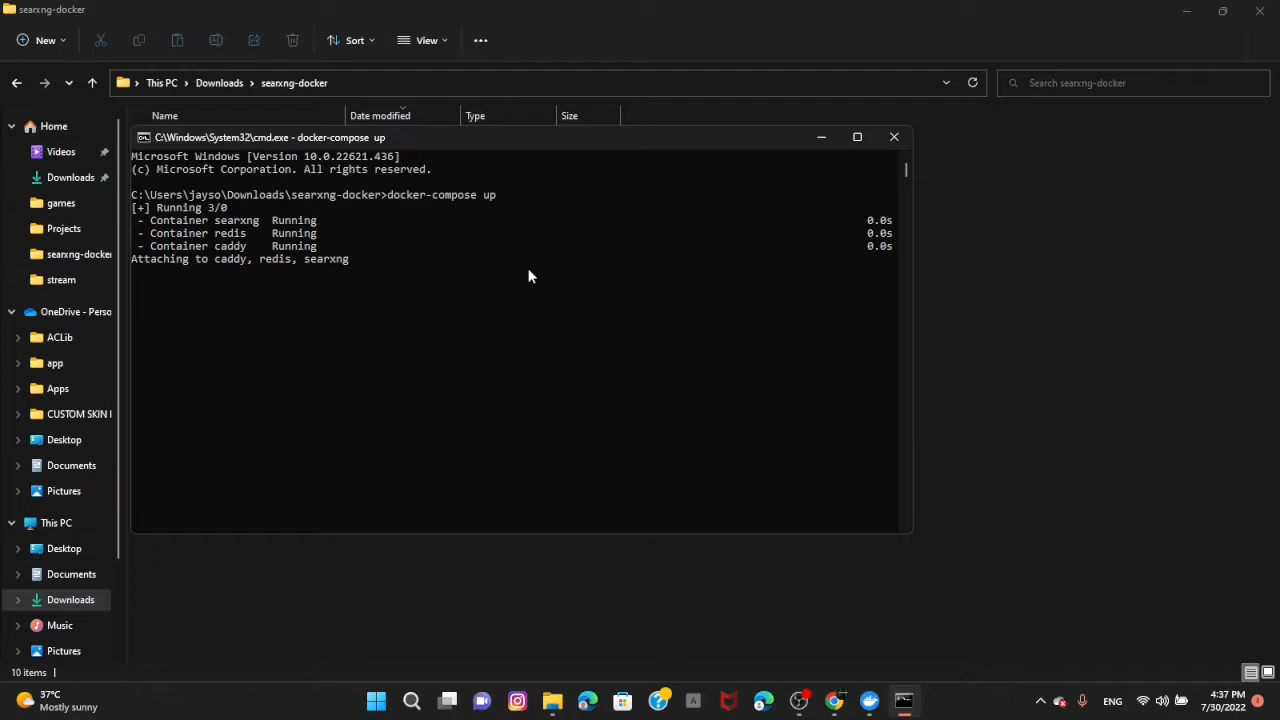 searxng-docker
New
Sort
View
This PC > Downloads > searxng-docker
Search searxng-docker
Name
Date modified
Type
Size
Home
Videos
Downloads
games
Projects
searxng-docke
stream
OneDrive - Perso
ACLib
app
Apps
CUSTOM SKIN I
Desktop
Documents
Pictures
This PC
Desktop
Documents
Downloads
Music
Pictures
10 items
C:\Windows\System32\cmd.exe - docker-compose up
Microsoft Windows [Version 10.0.22621.436]
(c) Microsoft Corporation. All rights reserved.
C:\Users\jayso\Downloads\searxng-docker>docker-compose up
[+] Running 3/0
- Container searxng Running 0.0s
- Container redis Running 0.0s
- Container caddy Running 0.0s
Attaching to caddy, redis, searxng
37°C
Mostly sunny
ENG
4:37 PM
7/30/2022
3